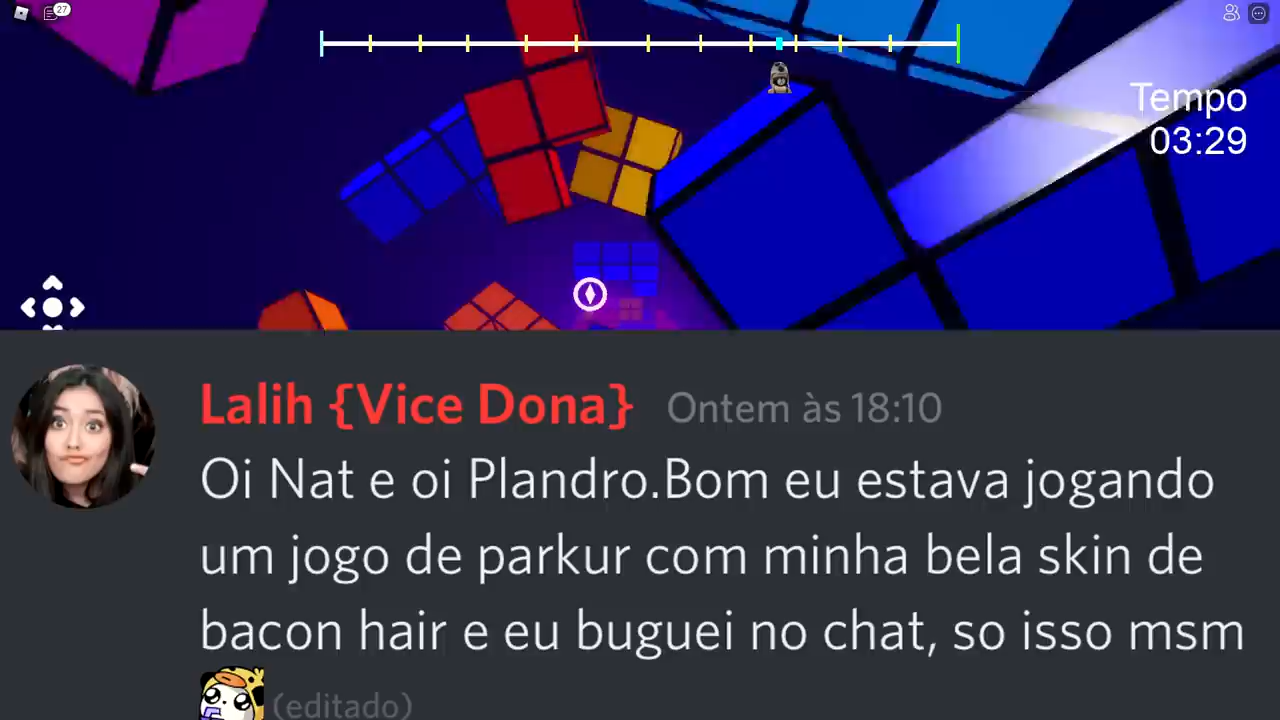 27
Tempo
03:29
Lalih {Vice Dona} Ontem às 18:10
Oi Nat e oi Plandro.Bom eu estava jogando
um jogo de parkur com minha bela skin de
bacon hair e eu buguei no chat, so isso msm
(editado)